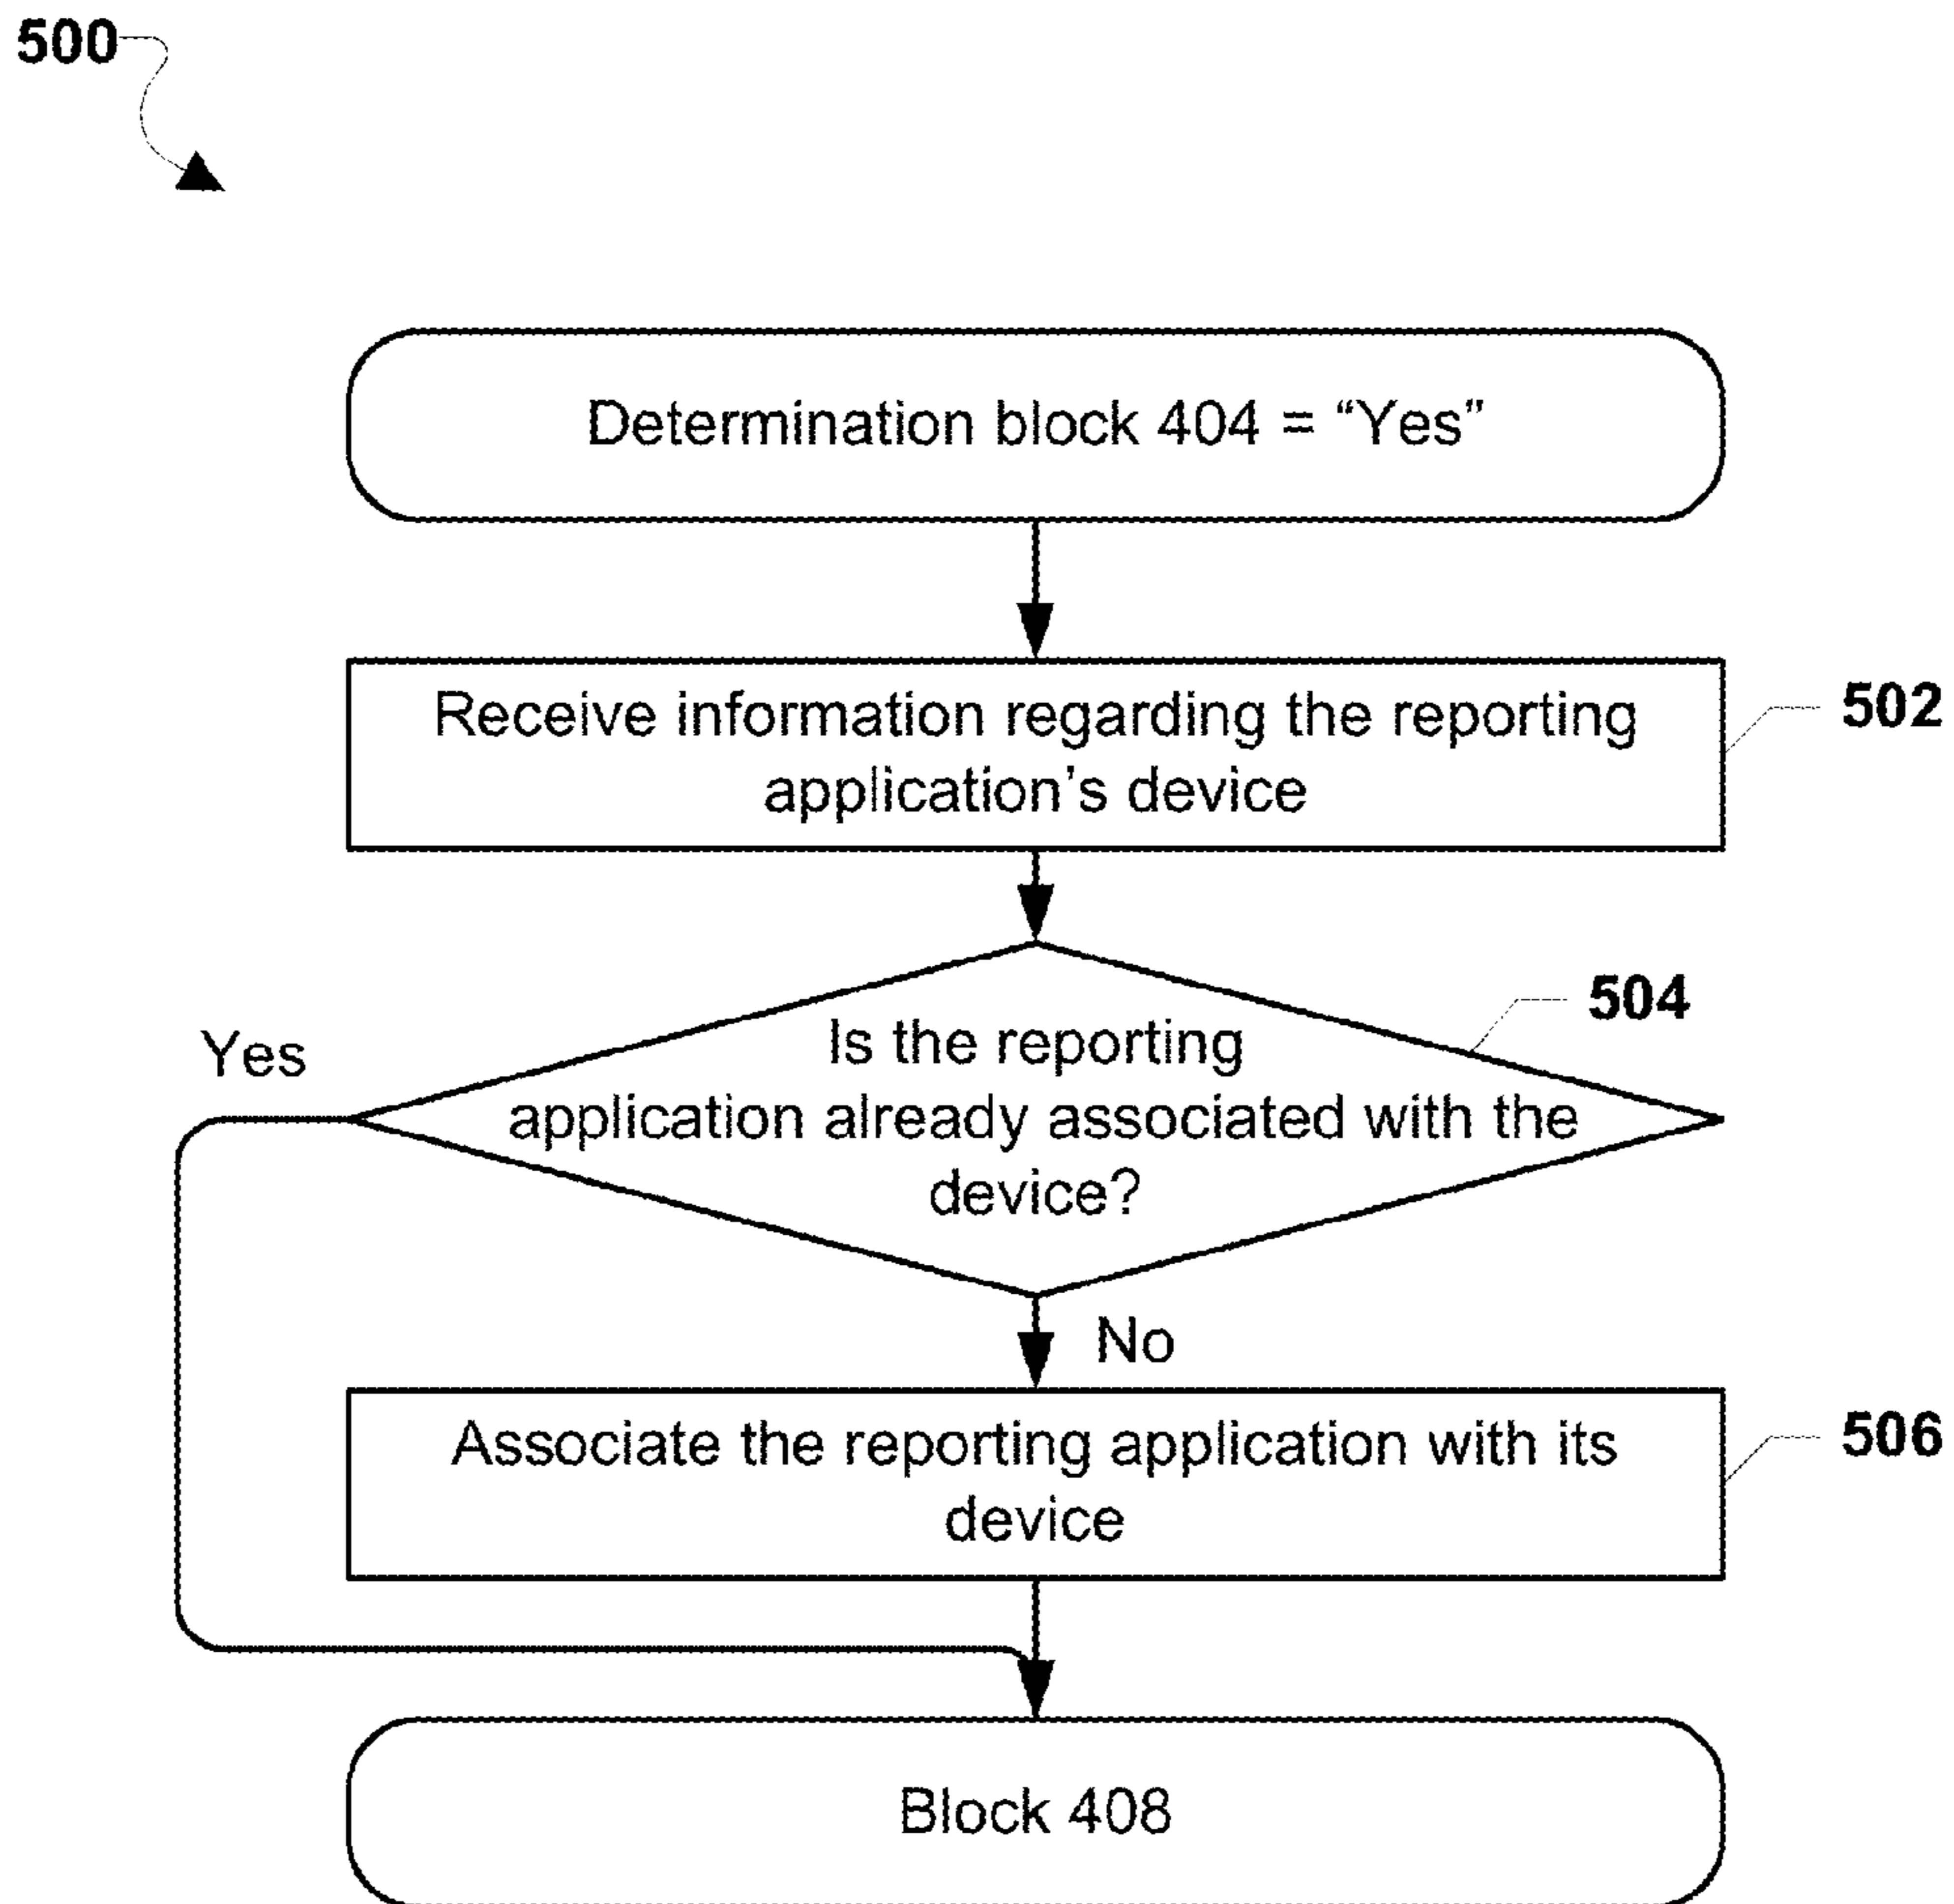 500
Determination block 404 = “Yes”
Receive information regarding the reporting
application’s device
502
504
Is the reporting
application already associated with the
device?
Yes
No
Associate the reporting application with its
device
506
Block 408